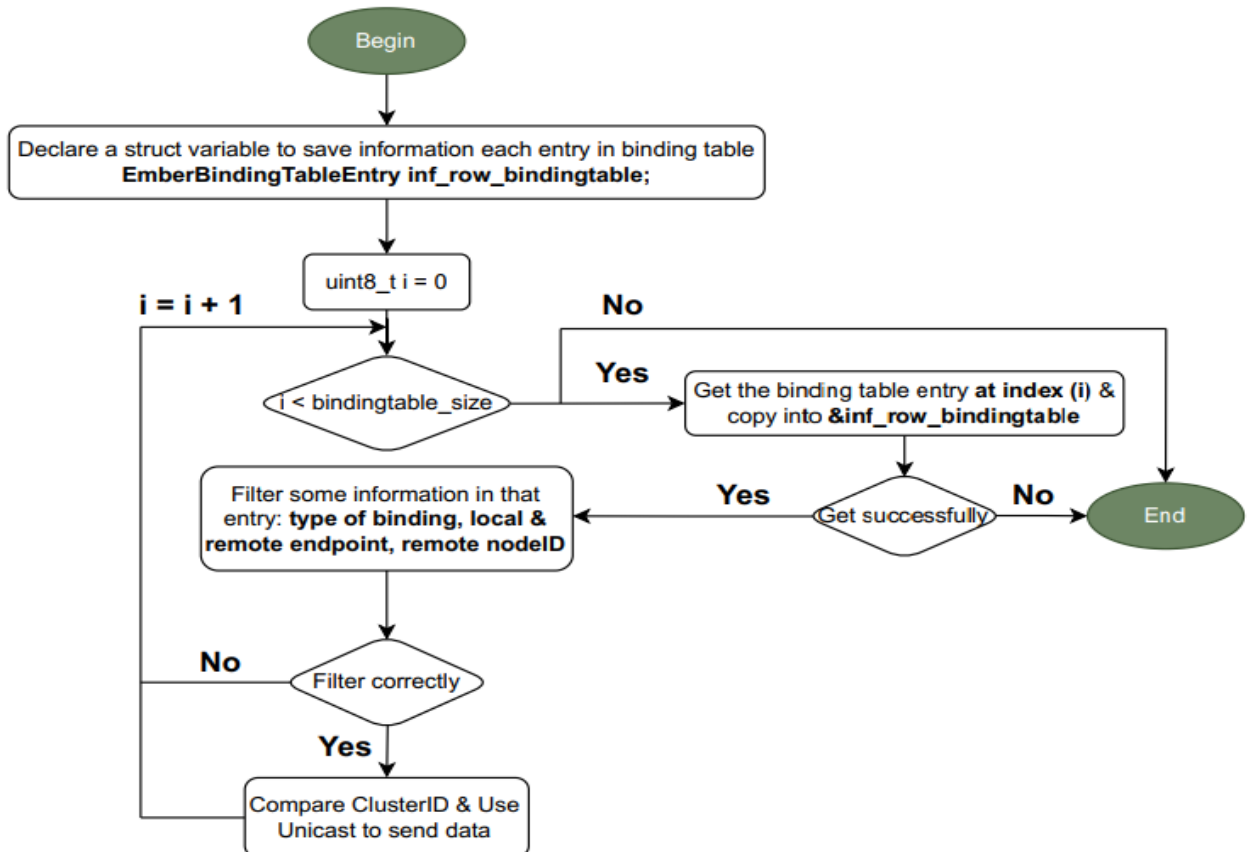 Begin
Declare a struct variable to save information each entry in binding table
EmberBindingTableEntry inf_row_bindingtable;
uint8_t i = 0
i = i + 1
No
i < bindingtable_size
Yes
Get the binding table entry at index (i) &
copy into &inf_row_bindingtable
Filter some information in that
entry: type of binding, local &
remote endpoint, remote nodeID
Yes
Get successfully
No
End
No
Filter correctly
Yes
Compare ClusterID & Use
Unicast to send data